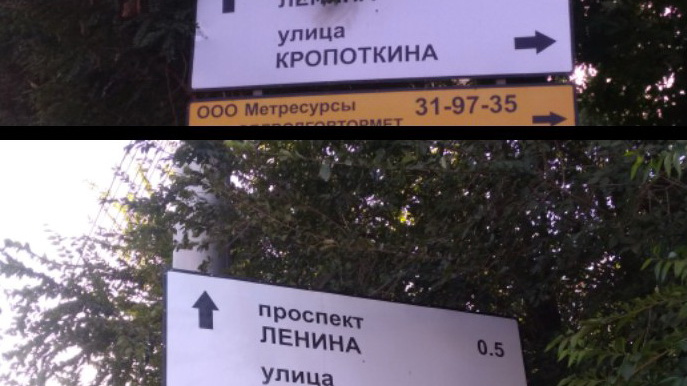 улица
КРОПОТКИНА
ООО Метресурсы 31-97-35
проспект
ЛЕНИНА 0.5
улица